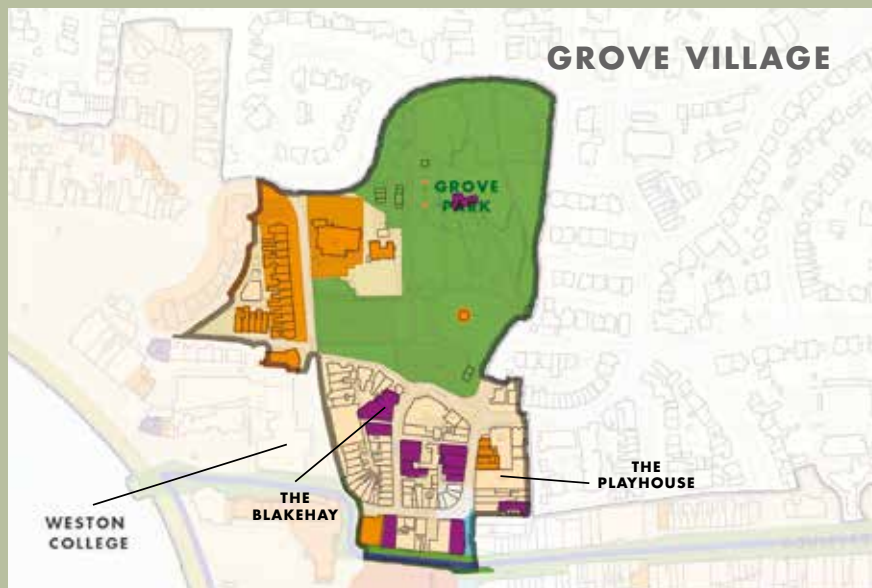 GROVE VILLAGE
GROVE
PARK
THE
PLAYHOUSE
THE
BLAKEHAY
WESTON
COLLEGE